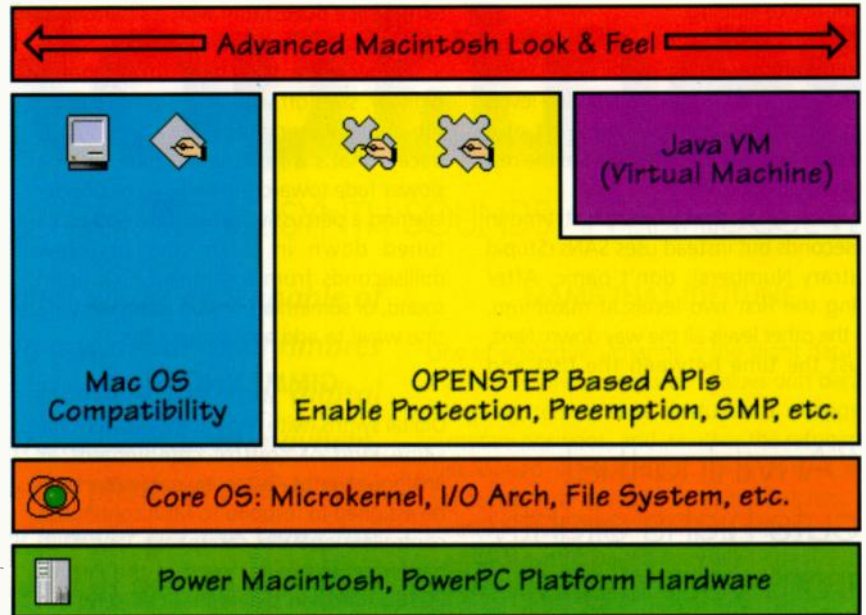 Advanced Macintosh Look & Feel
Java VM
(Virtual Machine)
Mac OS
Compatibility
OPENSTEP Based APIs
Enable Protection, Preemption, SMP, etc.
Core OS: Microkernel, I/O Arch, File System, etc.
Power Macintosh, PowerPC Platform Hardware